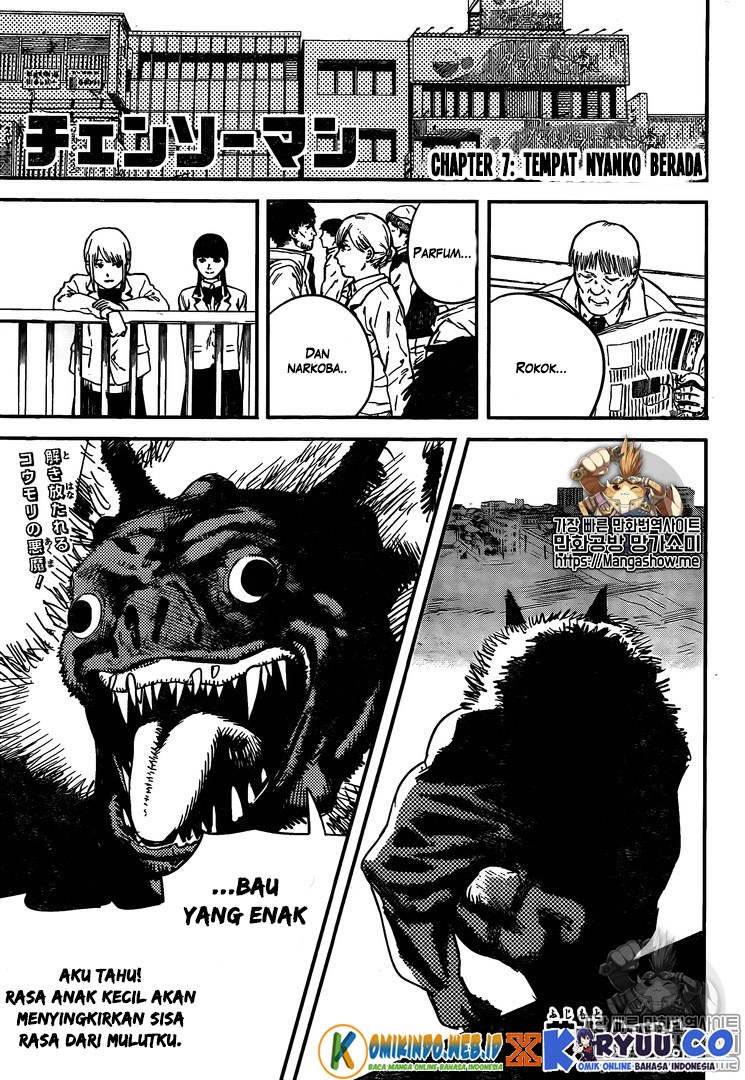 チェンソーマン
CHAPTER 7: TEMPAT NYANKO BERADA
ROKOK...
PARFUM...
DAN
NARKOBA..
解き放たれる
コウモリの悪魔!
...BAU
YANG ENAK
AKU TAHU!
RASA ANAK KECIL AKAN
MENYINGKIRKAN SISA
RASA DARI MULUTKU.
가장 빠른 만화번역사이트
만화공방 망가쇼미
https://Mangashow.me
KOMIKINDO.WEB.ID
BACA MANGA ONLINE BAHASA INDONESIA
X
KIRYUU.CO
OMIK ONLINE BAHASA INDONESIA